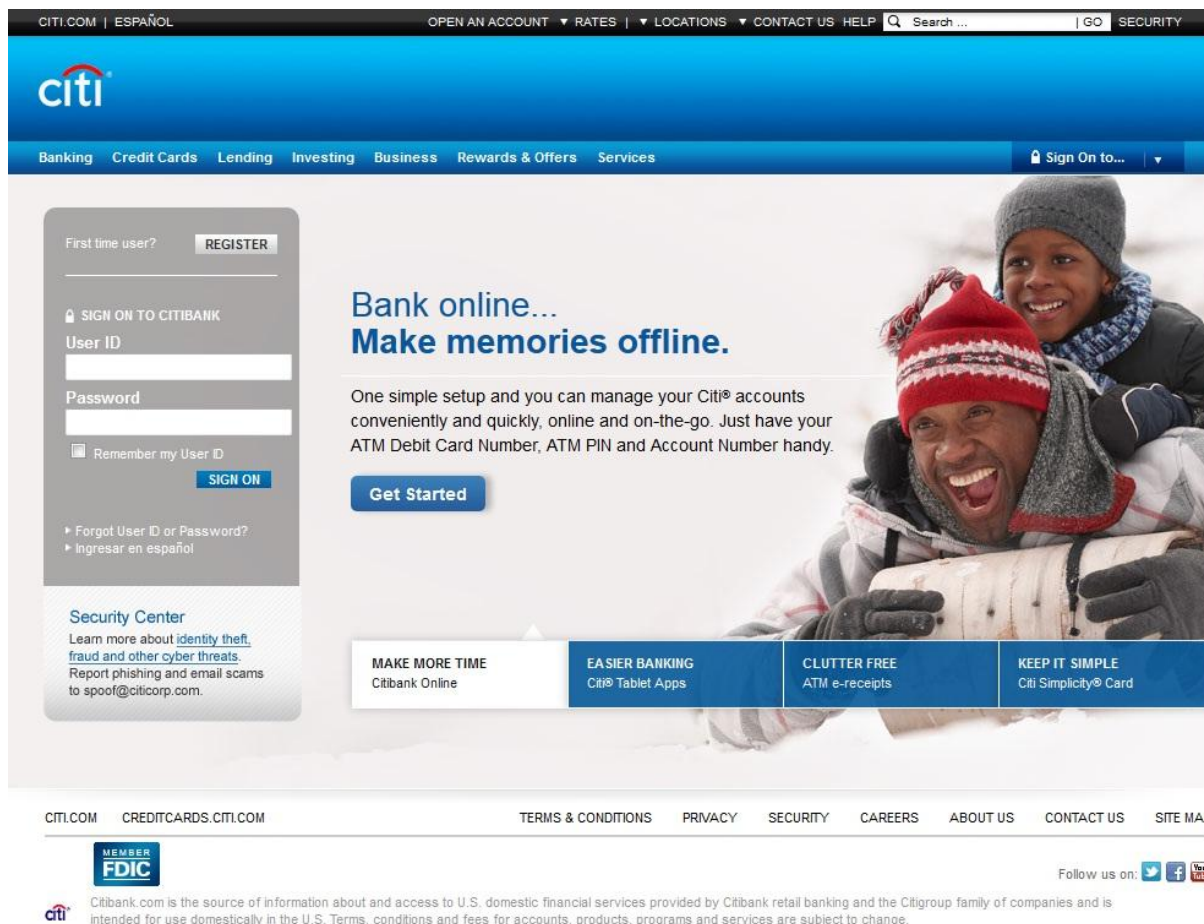 CITI.COM | ESPAÑOL OPEN AN ACCOUNT ▼ RATES | ▼ LOCATIONS ▼ CONTACT US HELP Search ... | GO SECURITY
citi®
Banking Credit Cards Lending Investing Business Rewards & Offers Services Sign On to... | ▼
First time user? REGISTER
SIGN ON TO CITIBANK
User ID
Password
Remember my User ID
SIGN ON
Forgot User ID or Password?
Ingresar en español
Security Center
Learn more about identity theft,
fraud and other cyber threats.
Report phishing and email scams
to spoof@citicorp.com.
Bank online...
Make memories offline.
One simple setup and you can manage your Citi® accounts
conveniently and quickly, online and on-the-go. Just have your
ATM Debit Card Number, ATM PIN and Account Number handy.
Get Started
MAKE MORE TIME
Citibank Online
EASIER BANKING
Citi® Tablet Apps
CLUTTER FREE
ATM e-receipts
KEEP IT SIMPLE
Citi Simplicity® Card
CITI.COM CREDITCARDS.CITI.COM TERMS & CONDITIONS PRIVACY SECURITY CAREERS ABOUT US CONTACT US SITE MA
MEMBER
FDIC
Follow us on:
citi
Citibank.com is the source of information about and access to U.S. domestic financial services provided by Citibank retail banking and the Citigroup family of companies and is
intended for use domestically in the U.S. Terms, conditions and fees for accounts, products, programs and services are subject to change.